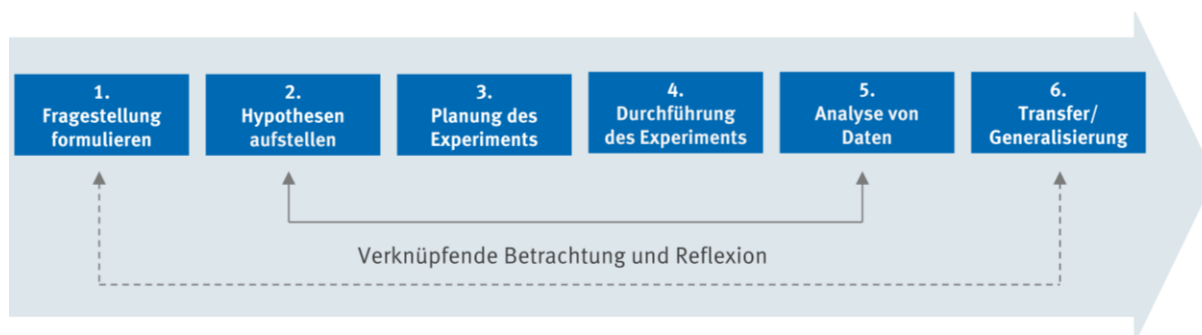 1.
Fragestellung
formulieren
2.
Hypothesen
aufstellen
3.
Planung des
Experiments
4.
Durchführung
des Experiments
5.
Analyse von
Daten
6.
Transfer/
Generalisierung
Verknüpfende Betrachtung und Reflexion